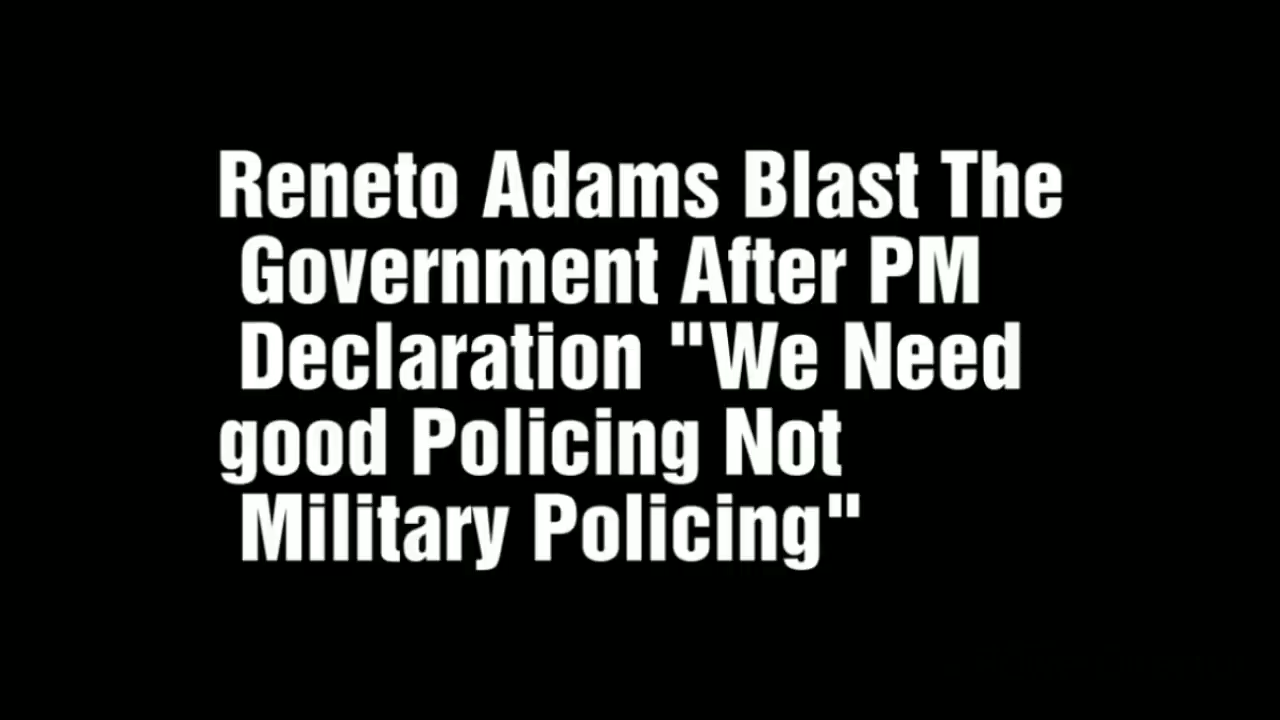 Reneto Adams Blast The
Government After PM
Declaration "We Need
good Policing Not
Military Policing"